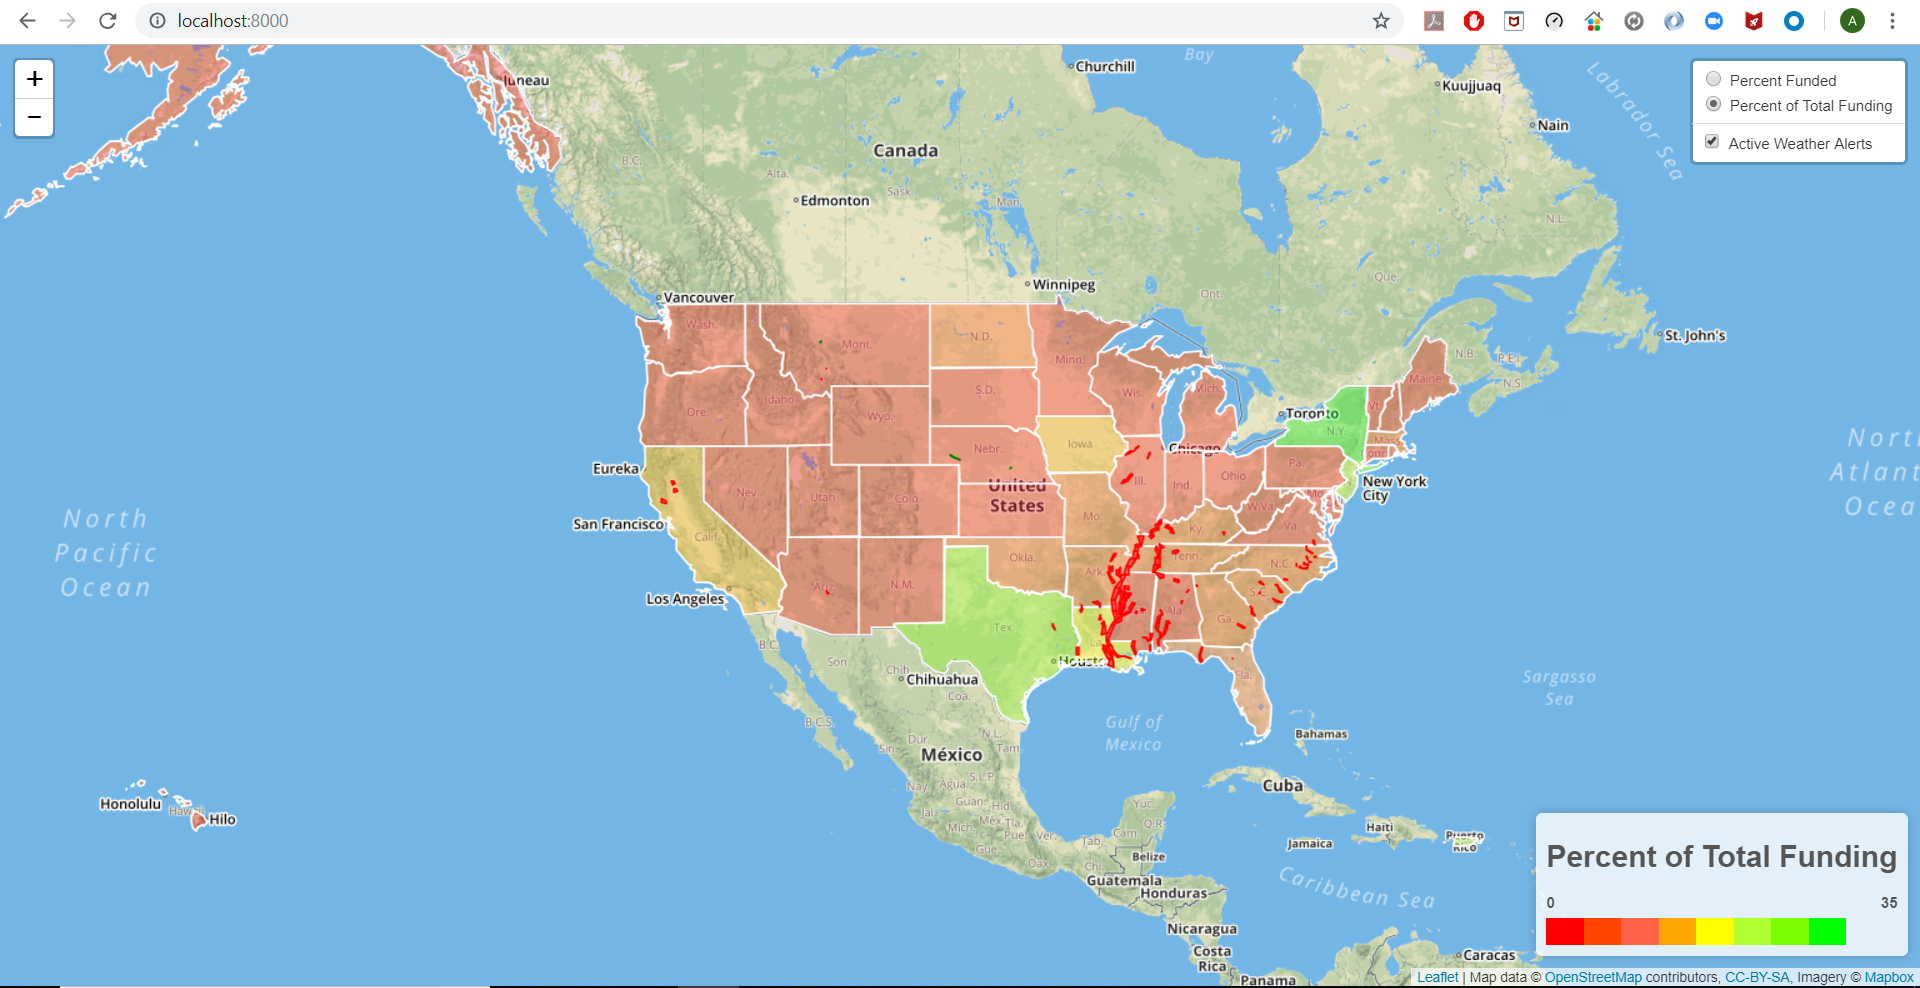 localhost:8000
A
+
−
Percent Funded
Percent of Total Funding
Active Weather Alerts
Juneau
Churchill
Bay
Kuujjuaq
Labrador Sea
Nain
B.C.
Canada
Alta.
Sask.
Man
Edmonton
N.L.
Que.
Ont.
Winnipeg
Vancouver
St. John's
Wash.
Mont.
N.D.
Minn.
N.B.
P.E.I.
N.S.
Maine
Idaho
S.D.
Wis.
Mich.
Vt.
Ore.
Wyo.
Toronto
N.Y.
Mass
Iowa
Nebr.
Chicago
Conn
Eureka
Nev.
Utah
Colo.
United
States
Ill.
Ind.
Ohio
Pa.
New York
City
North
Pacific
Ocean
North
Atlantic
Ocean
San Francisco
Calif.
Mo.
Ky.
W.Va.
Va.
Md
Okla.
Ark.
Tenn.
N.C.
Los Angeles
Ariz.
N.M.
S.C.
Ala.
Ga.
Tex.
La.
Houston
B.C.
Son.
Chih.
Chihuahua
Coa.
Fla.
Sargasso
Sea
B.C.S.
Gulf of
Mexico
Sin.
Dur.
N.L.
Tam
México
Bahamas
Nay
Agua.
S.L.P.
Cuba
Honolulu
Hawaii
Hilo
Jal.
Guan.
Hid.
Mich.
Mex.
Tla.
Pue.
Ver.
Yuc.
Q.R.
Cam.
Tab.
Haiti
Puerto
Rico
Jamaica
Gue.
Oax.
Chi.
Belize
Guatemala
Honduras
Caribbean Sea
Nicaragua
Costa
Rica
Panama
Caracas
Percent of Total Funding
0 35
Leaflet | Map data © OpenStreetMap contributors, CC-BY-SA, Imagery © Mapbox